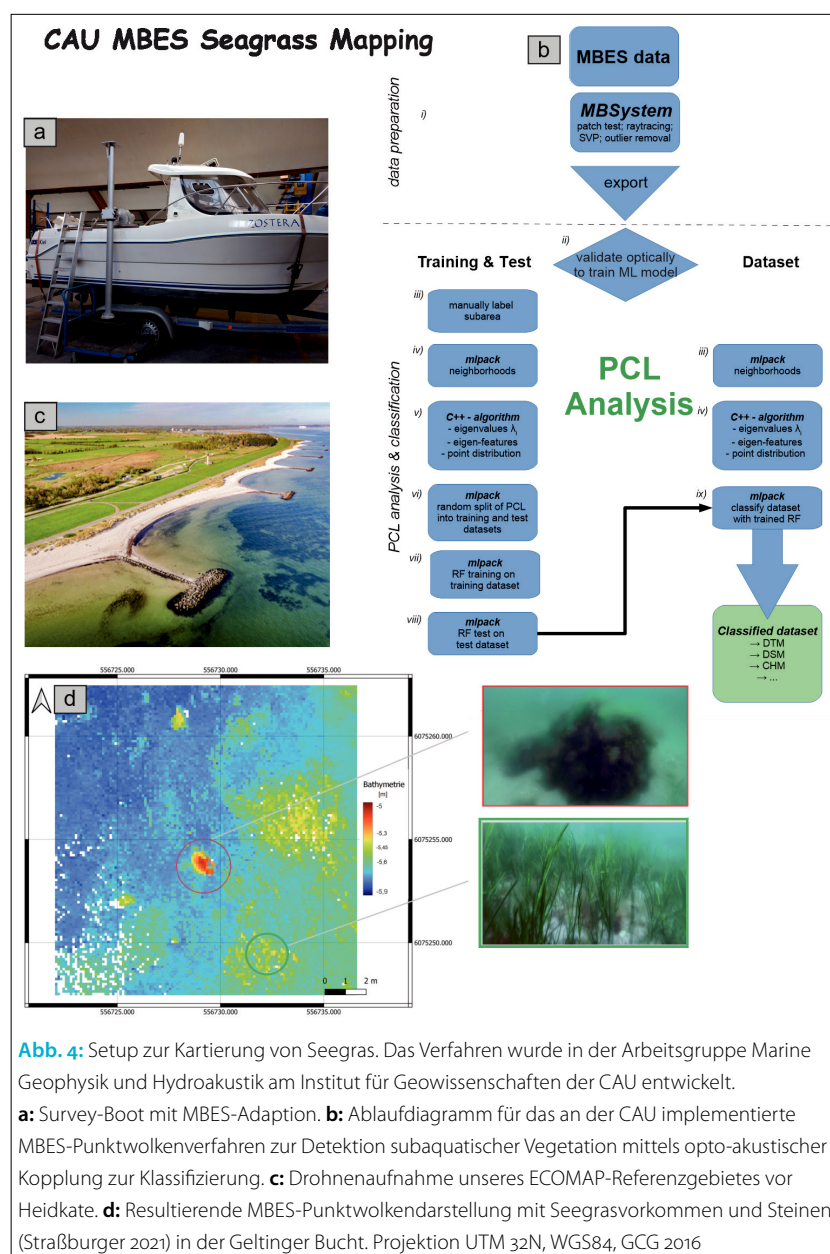 CAU MBES Seagrass Mapping
a
ZOSTERA
b
MBES data
data preparation
i)
MBSystem
patch test; raytracing;
SVP; outlier removal
export
ii)
validate optically
to train ML model
Training & Test
Dataset
PCL analysis & classification
iii)
manually label
subarea
iv)
mlpack
neighborhoods
v)
C++ - algorithm
- eigenvalues λi
- eigen-features
- point distribution
vi)
mlpack
random split of PCL
into training and test
datasets
vii)
mlpack
RF training on
training dataset
viii)
mlpack
RF test on
test dataset
PCL
Analysis
iii)
mlpack
neighborhoods
iv)
C++ - algorithm
- eigenvalues λi
- eigen-features
- point distribution
ix)
mlpack
classify dataset
with trained RF
Classified dataset
→ DTM
→ DSM
→ CHM
→ ...
c
d
556725.000 556730.000 556735.000
6075260.000
6075255.000
6075250.000
Bathymetrie
[m]
-5
-5,3
-5,45
-5,6
-5,9
0 1 2 m
556725.000 556730.000 556735.000
Abb. 4: Setup zur Kartierung von Seegras. Das Verfahren wurde in der Arbeitsgruppe Marine
Geophysik und Hydroakustik am Institut für Geowissenschaften der CAU entwickelt.
a: Survey-Boot mit MBES-Adaption. b: Ablaufdiagramm für das an der CAU implementierte
MBES-Punktwolkenverfahren zur Detektion subaquatischer Vegetation mittels opto-akustischer
Kopplung zur Klassifizierung. c: Drohnenaufnahme unseres ECOMAP-Referenzgebietes vor
Heidkate. d: Resultierende MBES-Punktwolkendarstellung mit Seegrasvorkommen und Steinen
(Straßburger 2021) in der Geltinger Bucht. Projektion UTM 32N, WGS84, GCG 2016